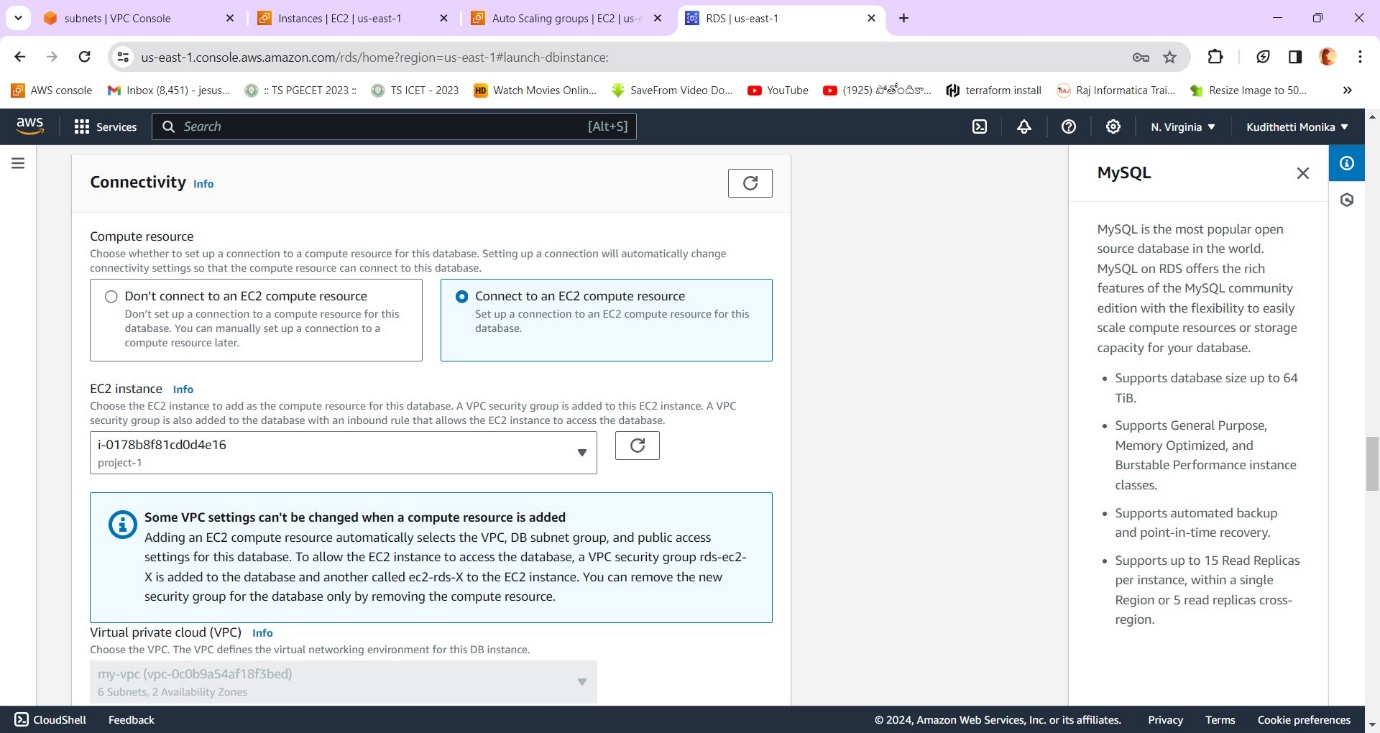 subnets | VPC Console
Instances | EC2 | us-east-1
Auto Scaling groups | EC2 | us-e
RDS | us-east-1
us-east-1.console.aws.amazon.com/rds/home?region=us-east-1#launch-dbinstance:
AWS console
Inbox (8,451) - jesus...
:: TS PGECET 2023 ::
TS ICET - 2023
HD
Watch Movies Onlin...
SaveFrom Video Do...
YouTube
terraform install
Raj Informatica Trai...
Resize Image to 50...
»
aws
Services
Search
[Alt+S]
N. Virginia
Kudithetti Monika
Connectivity Info
Compute resource
Choose whether to set up a connection to a compute resource for this database. Setting up a connection will automatically change
connectivity settings so that the compute resource can connect to this database.
Don't connect to an EC2 compute resource
Don't set up a connection to a compute resource for this
database. You can manually set up a connection to a
compute resource later.
Connect to an EC2 compute resource
Set up a connection to an EC2 compute resource for this
database.
EC2 instance Info
Choose the EC2 instance to add as the compute resource for this database. A VPC security group is added to this EC2 instance. A VPC
security group is also added to the database with an inbound rule that allows the EC2 instance to access the database.
i-0178b8f81cd0d4e16
project-1
Some VPC settings can't be changed when a compute resource is added
Adding an EC2 compute resource automatically selects the VPC, DB subnet group, and public access
settings for this database. To allow the EC2 instance to access the database, a VPC security group rds-ec2-
X is added to the database and another called ec2-rds-X to the EC2 instance. You can remove the new
security group for the database only by removing the compute resource.
Virtual private cloud (VPC) Info
Choose the VPC. The VPC defines the virtual networking environment for this DB instance.
my-vpc (vpc-0c0b9a54af18f3bed)
6 Subnets, 2 Availability Zones
MySQL
MySQL is the most popular open
source database in the world.
MySQL on RDS offers the rich
features of the MySQL community
edition with the flexibility to easily
scale compute resources or storage
capacity for your database.
• Supports database size up to 64
TiB.
• Supports General Purpose,
Memory Optimized, and
Burstable Performance instance
classes.
• Supports automated backup
and point-in-time recovery.
• Supports up to 15 Read Replicas
per instance, within a single
Region or 5 read replicas cross-
region.
CloudShell
Feedback
© 2024, Amazon Web Services, Inc. or its affiliates.
Privacy
Terms
Cookie preferences